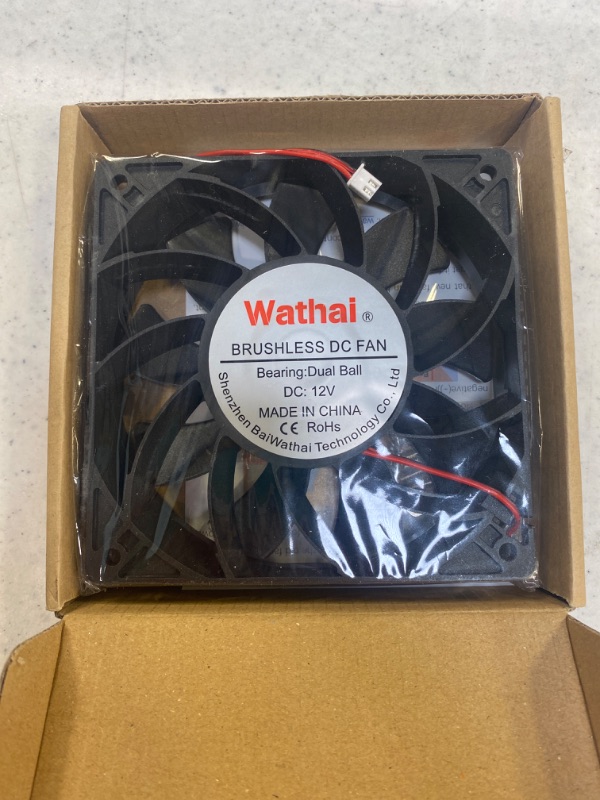 Wathai ®
BRUSHLESS DC FAN
Bearing:Dual Ball
DC: 12V
MADE IN CHINA
CE RoHs
Shenzhen BaiWathai Technology Co., Ltd